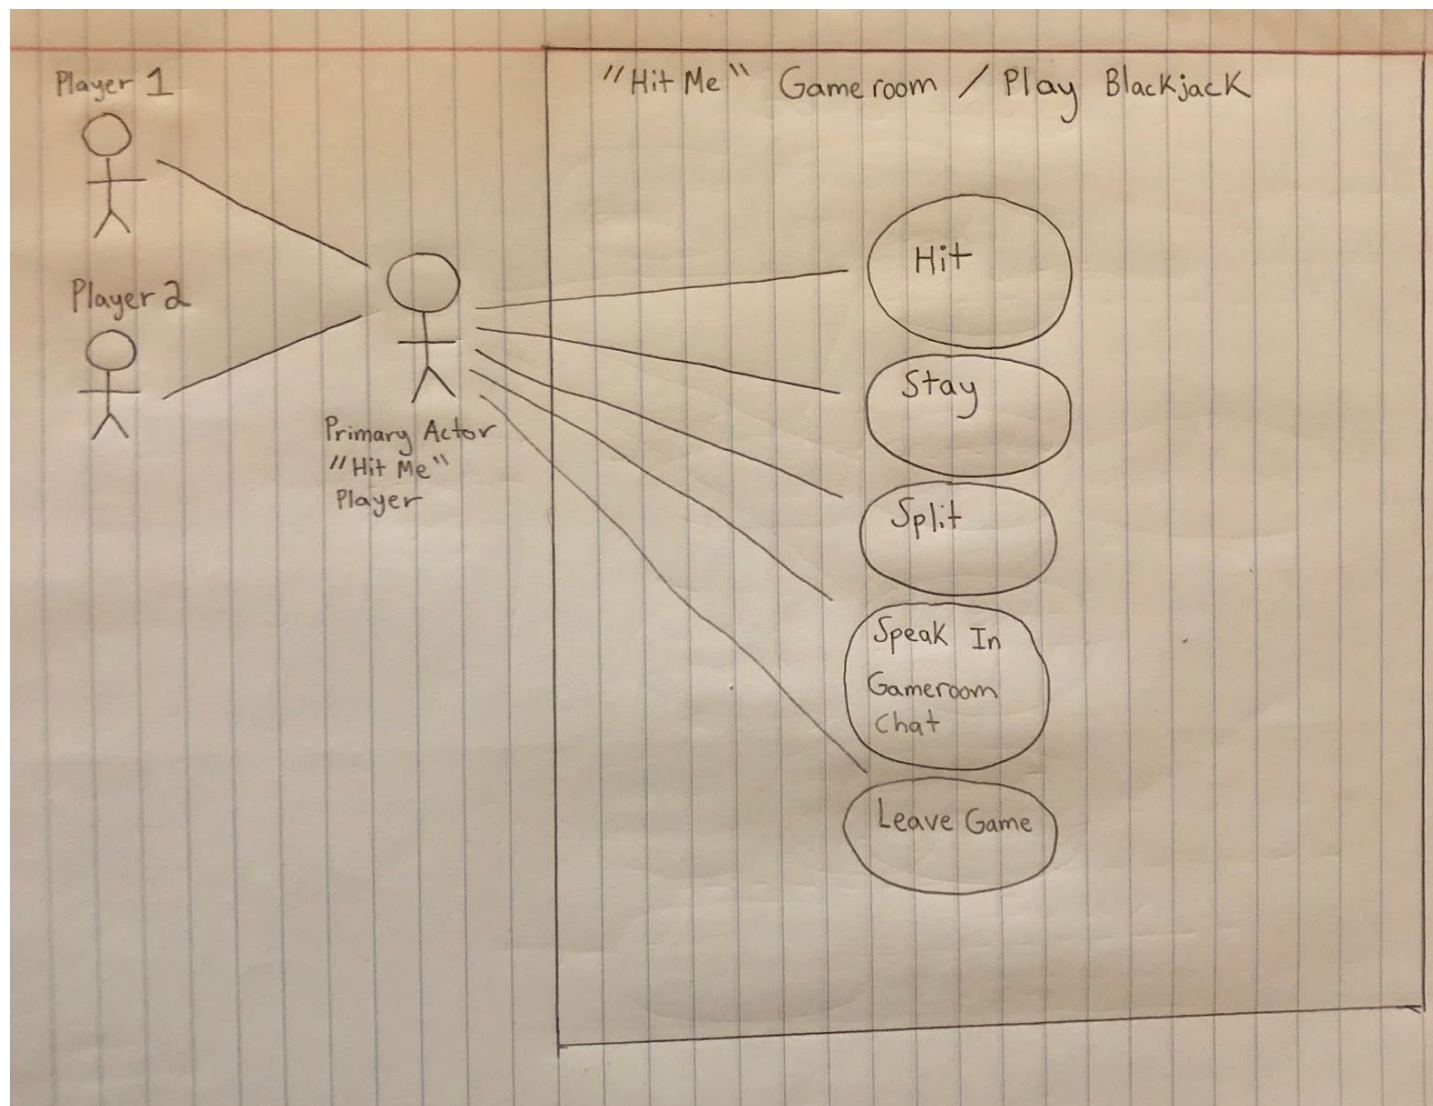 Player 1
"Hit Me" Gameroom / Play Blackjack
Player 2
Primary Actor
"Hit Me"
Player
Hit
Stay
Split
Speak In
Gameroom
Chat
Leave Game